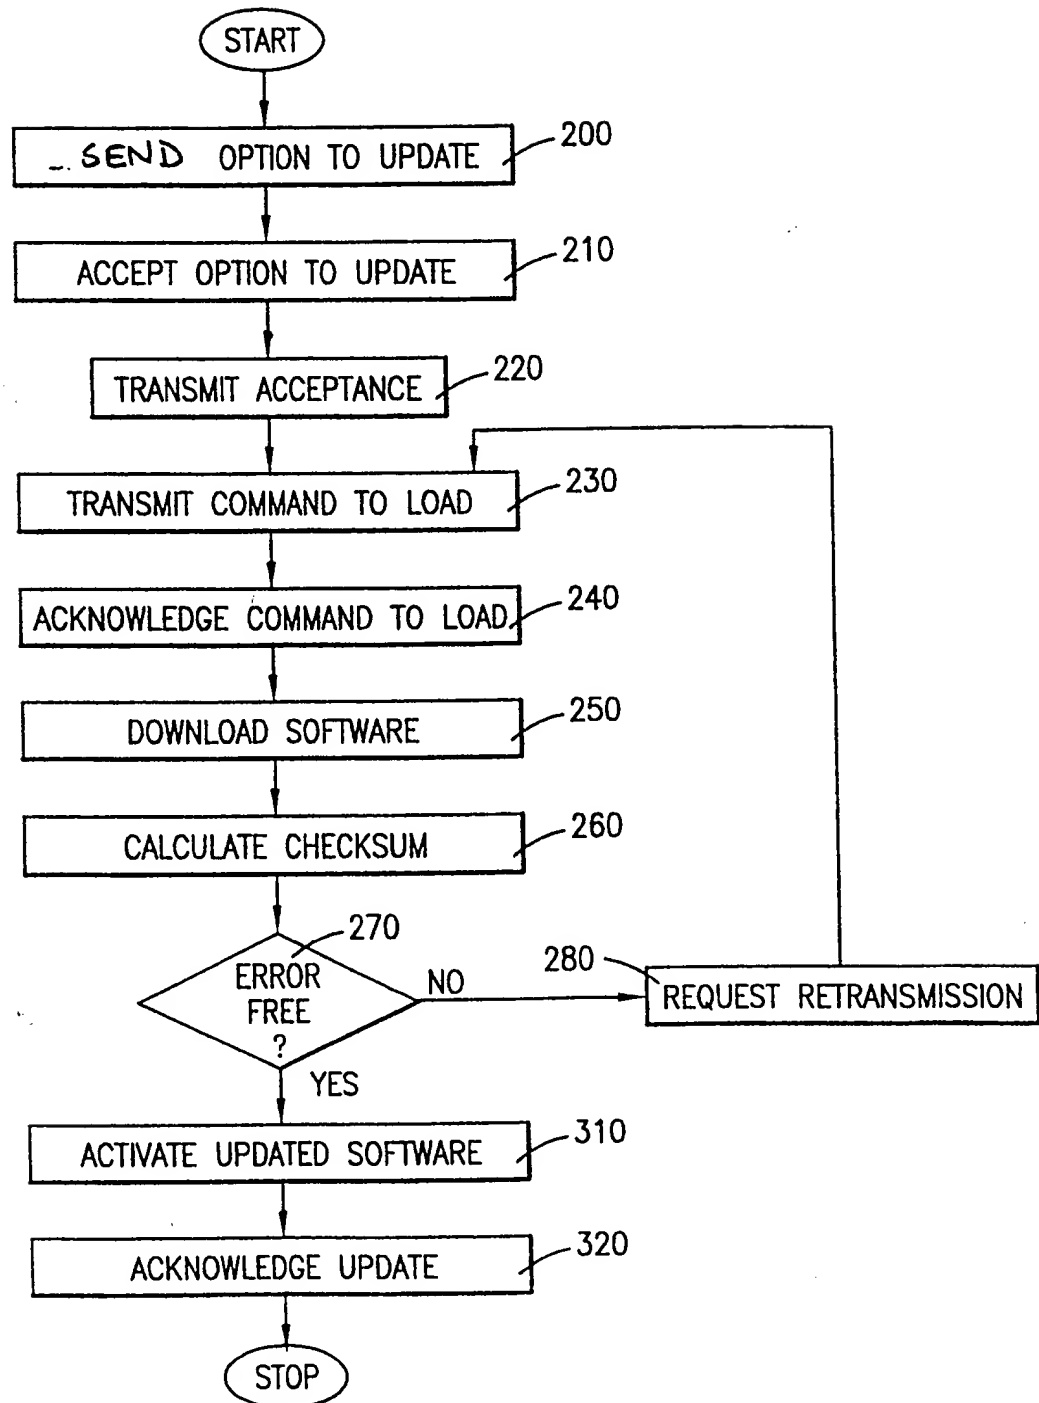 START
SEND OPTION TO UPDATE
200
ACCEPT OPTION TO UPDATE
210
TRANSMIT ACCEPTANCE
220
TRANSMIT COMMAND TO LOAD
230
ACKNOWLEDGE COMMAND TO LOAD
240
DOWNLOAD SOFTWARE
250
CALCULATE CHECKSUM
260
270
ERROR
FREE
?
NO
280
REQUEST RETRANSMISSION
YES
ACTIVATE UPDATED SOFTWARE
310
ACKNOWLEDGE UPDATE
320
STOP